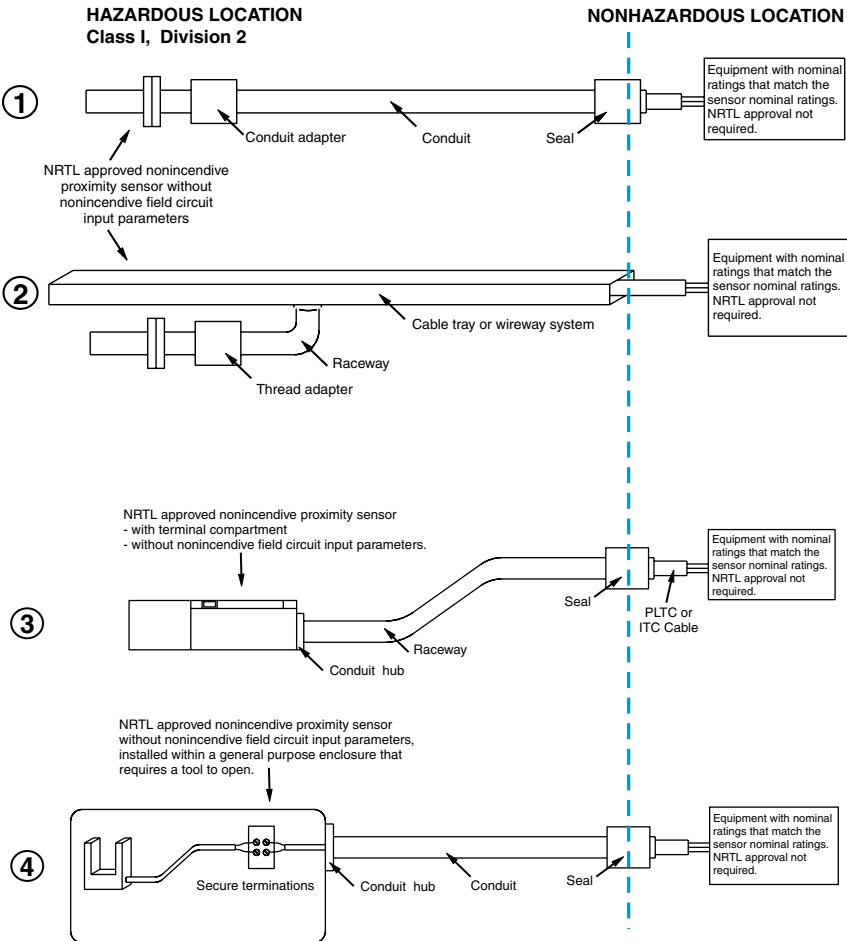 HAZARDOUS LOCATION
Class I, Division 2
NONHAZARDOUS LOCATION
1
Equipment with nominal
ratings that match the
sensor nominal ratings.
NRTL approval not
required.
Conduit adapter
Conduit
Seal
NRTL approved nonincendive
proximity sensor without
nonincendive field circuit
input parameters
2
Equipment with nominal
ratings that match the
sensor nominal ratings.
NRTL approval not
required.
Cable tray or wireway system
Raceway
Thread adapter
NRTL approved nonincendive proximity sensor
- with terminal compartment
- without nonincendive field circuit input parameters.
Equipment with nominal
ratings that match the
sensor nominal ratings.
NRTL approval not
required.
3
Seal
PLTC or
ITC Cable
Raceway
Conduit hub
NRTL approved nonincendive proximity sensor
without nonincendive field circuit input parameters,
installed within a general purpose enclosure that
requires a tool to open.
4
Equipment with nominal
ratings that match the
sensor nominal ratings.
NRTL approval not
required.
Secure terminations
Conduit hub
Conduit
Seal